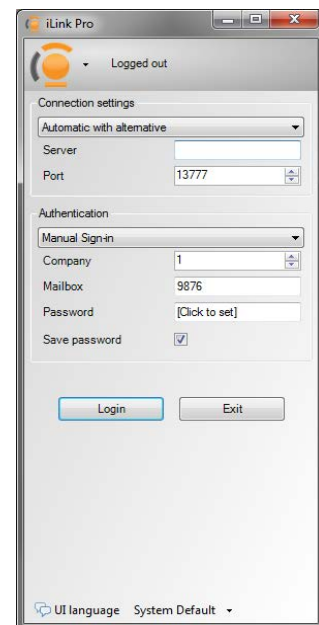 iLink Pro
Logged out
Connection settings
Automatic with alternative
Server
Port 13777
Authentication
Manual Sign-in
Company 1
Mailbox 9876
Password [Click to set]
Save password
Login Exit
UI language System Default